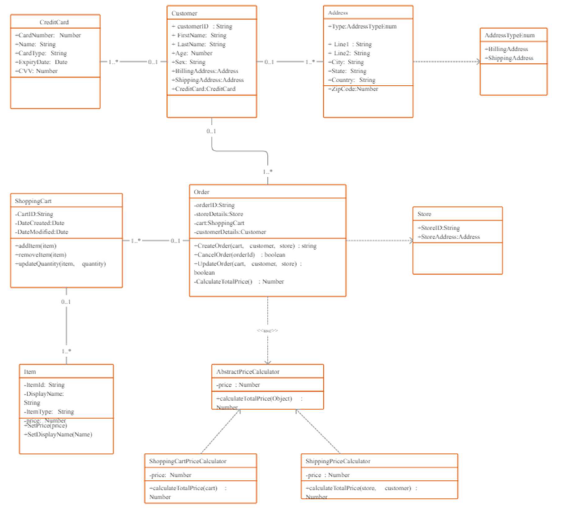 CreditCard
+CardNumber: Number
+Name: String
+CardType: String
+ExpiryDate: Date
+CVV: Number
1..*
0..1
Customer
+ customerID : String
+ FirstName: String
+ LastName: String
+Age: Number
+Sex: String
+BillingAddress:Address
+ShippingAddress:Address
+CreditCard:CreditCard
0..1
1..*
Address
+Type:AddressTypeEnum
+ Line1 : String
+ Line2: String
+City: String
+State: String
+Country: String
+ZipCode:Number
AddressTypeEnum
+BillingAddress
+ShippingAddress
0..1
1..*
ShoppingCart
-CartID:String
-DateCreated:Date
-DateModified:Date
+addItem(item)
+removeItem(item)
+updateQuantity(item, quantity)
1..*
0..1
Order
-orderID:String
-storeDetails:Store
-cart:ShoppingCart
-customerDetails:Customer
+CreateOrder(cart, customer, store) : string
+CancelOrder(orderId) : boolean
+UpdateOrder(cart, customer, store) :
boolean
-CalculateTotalPrice() : Number
Store
+StoreID:String
+StoreAddress:Address
0..1
1..*
Item
-ItemId: String
-DisplayName:
String
-ItemType: String
-price: Number
+SetPrice(price)
+SetDisplayName(Name)
AbstractPriceCalculator
-price : Number
+calculateTotalPrice(Object) :
Number
ShoppingCartPriceCalculator
-price: Number
+calculateTotalPrice(cart) :
Number
ShippingPriceCalculator
-price : Number
+calculateTotalPrice(store, customer) :
Number